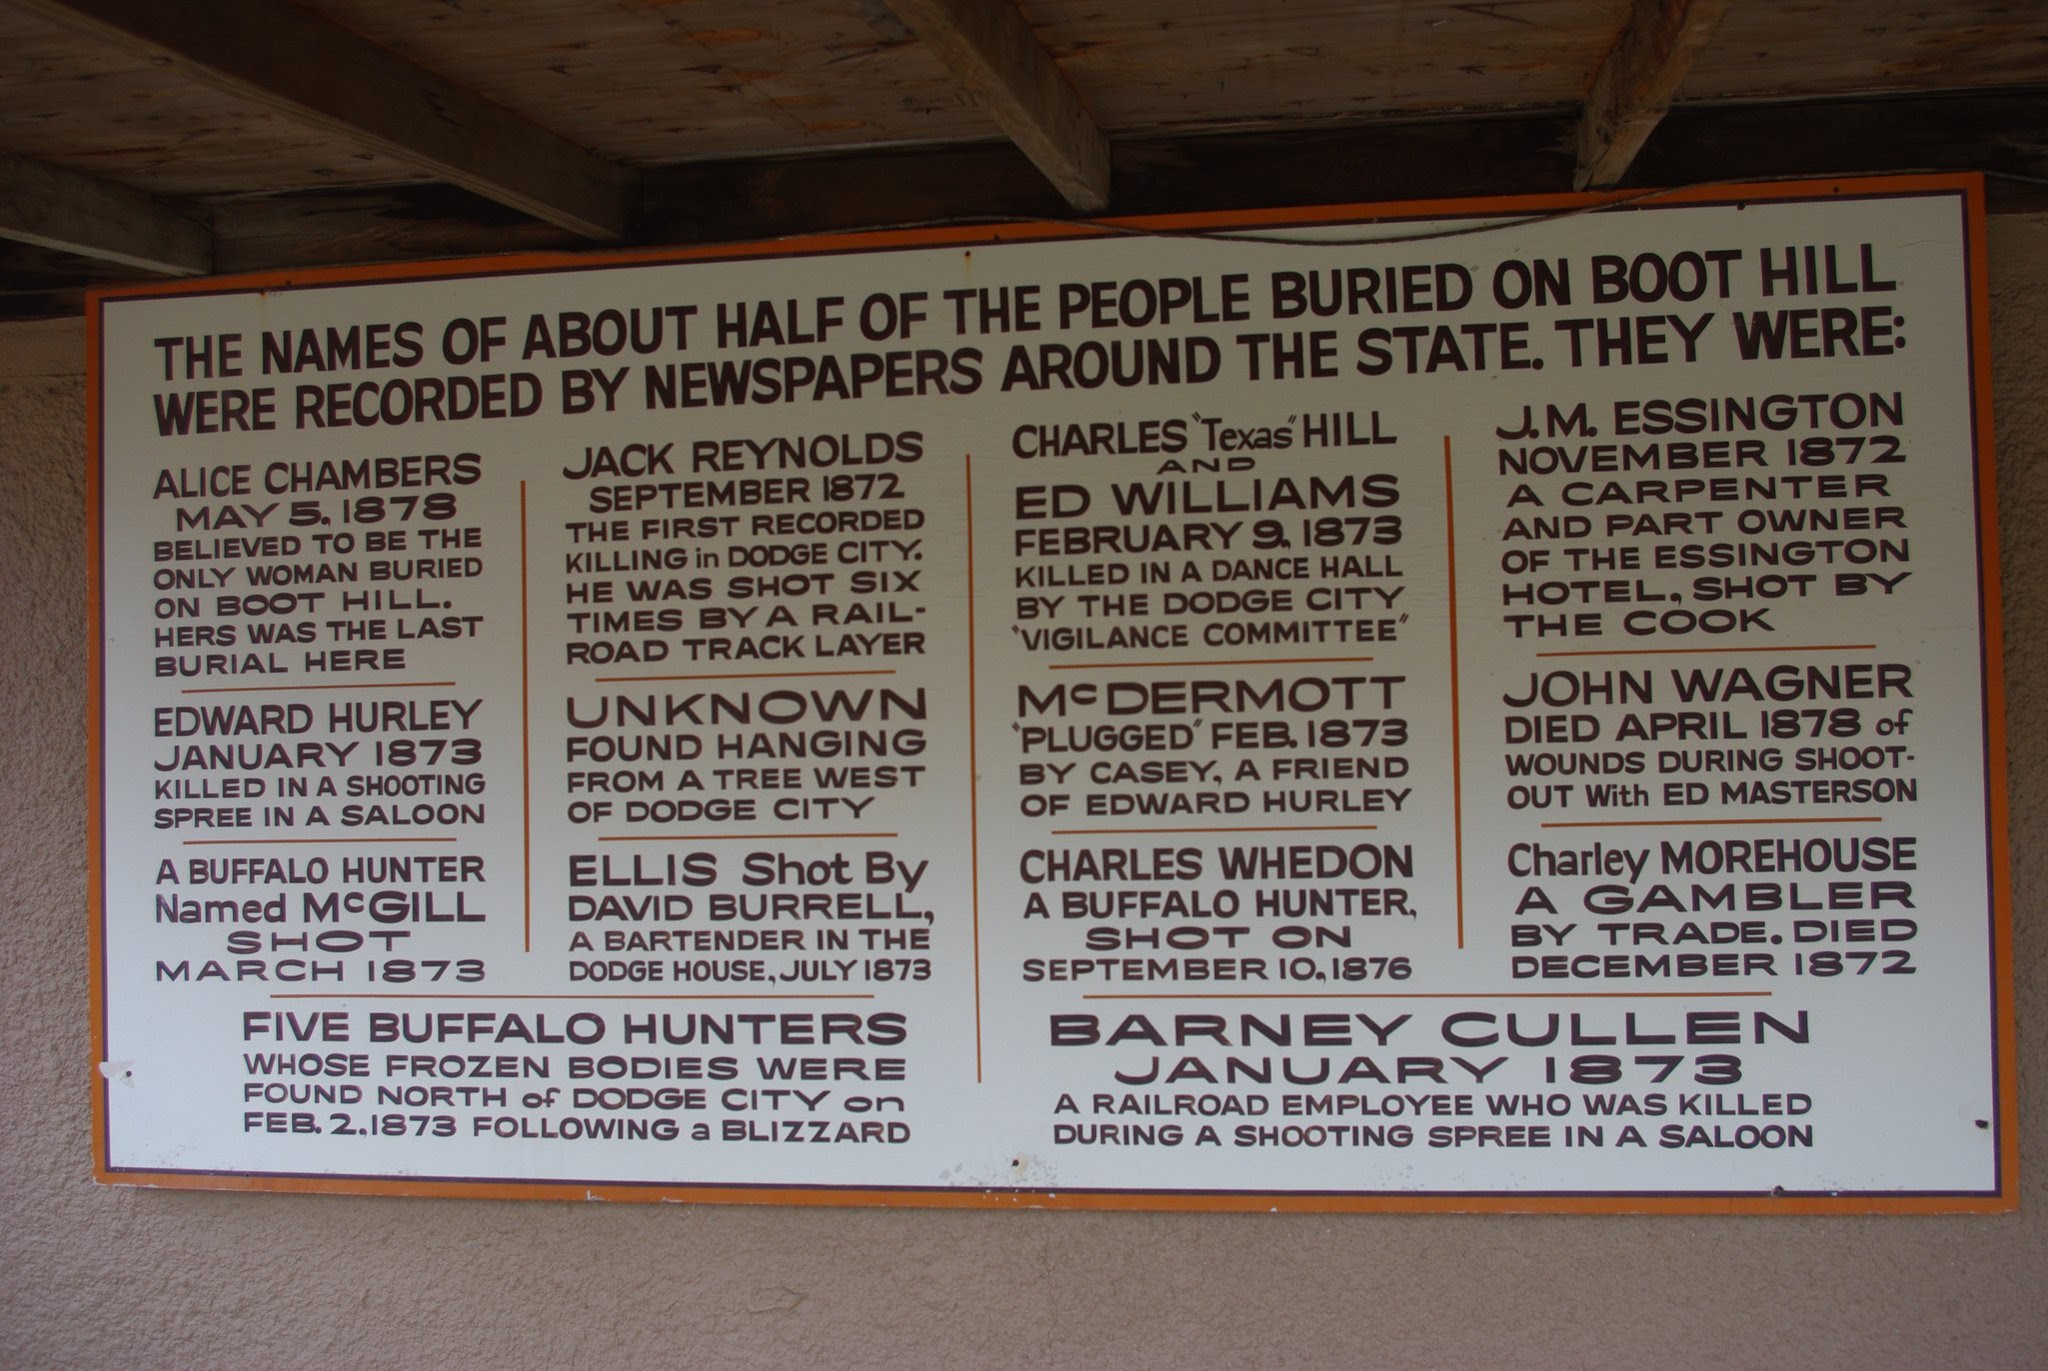 THE NAMES OF ABOUT HALF OF THE PEOPLE BURIED ON BOOT HILL
WERE RECORDED BY NEWSPAPERS AROUND THE STATE. THEY WERE:
ALICE CHAMBERS
MAY 5, 1878
BELIEVED TO BE THE
ONLY WOMAN BURIED
ON BOOT HILL.
HERS WAS THE LAST
BURIAL HERE
EDWARD HURLEY
JANUARY 1873
KILLED IN A SHOOTING
SPREE IN A SALOON
A BUFFALO HUNTER
Named McGILL
SHOT
MARCH 1873
JACK REYNOLDS
SEPTEMBER 1872
THE FIRST RECORDED
KILLING in DODGE CITY.
HE WAS SHOT SIX
TIMES BY A RAIL-
ROAD TRACK LAYER
UNKNOWN
FOUND HANGING
FROM A TREE WEST
OF DODGE CITY
ELLIS Shot By
DAVID BURRELL,
A BARTENDER IN THE
DODGE HOUSE, JULY 1873
FIVE BUFFALO HUNTERS
WHOSE FROZEN BODIES WERE
FOUND NORTH of DODGE CITY on
FEB. 2, 1873 FOLLOWING a BLIZZARD
CHARLES "Texas" HILL
AND
ED WILLIAMS
FEBRUARY 9, 1873
KILLED IN A DANCE HALL
BY THE DODGE CITY
"VIGILANCE COMMITTEE"
McDERMOTT
"PLUGGED" FEB. 1873
BY CASEY, A FRIEND
OF EDWARD HURLEY
CHARLES WHEDON
A BUFFALO HUNTER,
SHOT ON
SEPTEMBER 10, 1876
J.M. ESSINGTON
NOVEMBER 1872
A CARPENTER
AND PART OWNER
OF THE ESSINGTON
HOTEL, SHOT BY
THE COOK
JOHN WAGNER
DIED APRIL 1878 of
WOUNDS DURING SHOOT-
OUT With ED MASTERSON
Charley MOREHOUSE
A GAMBLER
BY TRADE. DIED
DECEMBER 1872
BARNEY CULLEN
JANUARY 1873
A RAILROAD EMPLOYEE WHO WAS KILLED
DURING A SHOOTING SPREE IN A SALOON